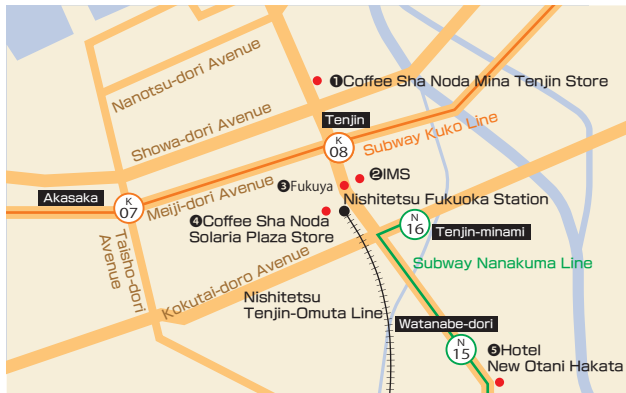 ❶Coffee Sha Noda Mina Tenjin Store
Nanotsu-dori Avenue
Showa-dori Avenue
Tenjin
K
08
Subway Kuko Line
❷IMS
❸Fukuya
Akasaka
K
07
Meiji-dori Avenue
Nishitetsu Fukuoka Station
❹Coffee Sha Noda
Solaria Plaza Store
N
16
Tenjin-minami
Taisho-dori
Avenue
Kokutai-doro Avenue
Subway Nanakuma Line
Nishitetsu
Tenjin-Omuta Line
Watanabe-dori
N
15
❺Hotel
New Otani Hakata